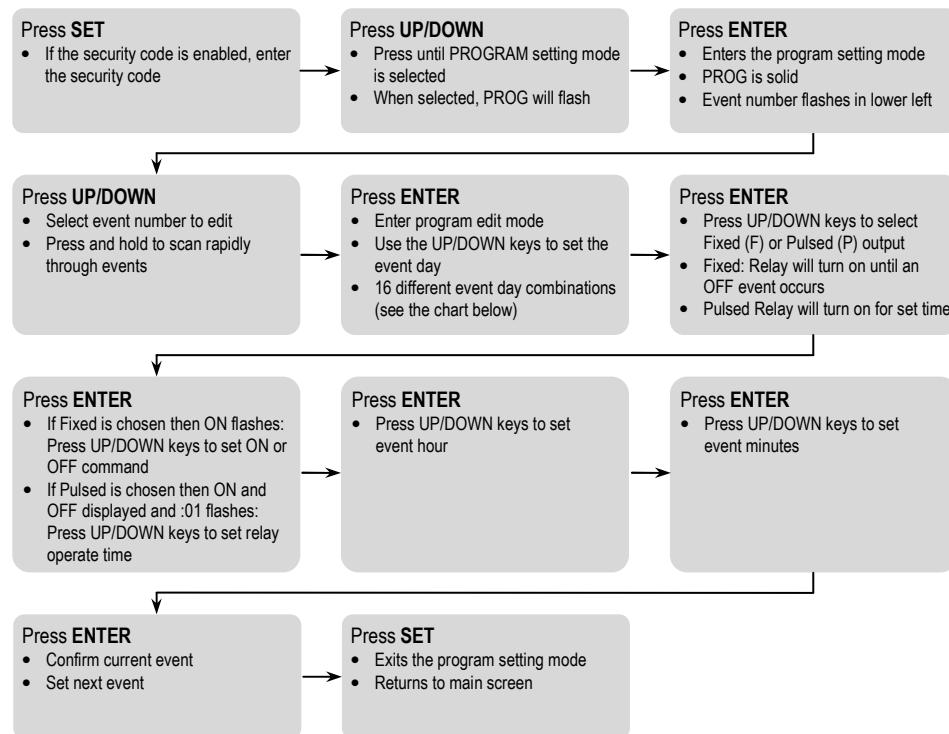 Press SET
• If the security code is enabled, enter
the security code
Press UP/DOWN
• Press until PROGRAM setting mode
is selected
• When selected, PROG will flash
Press ENTER
• Enters the program setting mode
• PROG is solid
• Event number flashes in lower left
Press UP/DOWN
• Select event number to edit
• Press and hold to scan rapidly
through events
Press ENTER
• Enter program edit mode
• Use the UP/DOWN keys to set the
event day
• 16 different event day combinations
(see the chart below)
Press ENTER
• Press UP/DOWN keys to select
Fixed (F) or Pulsed (P) output
• Fixed: Relay will turn on until an
OFF event occurs
• Pulsed Relay will turn on for set time
Press ENTER
• If Fixed is chosen then ON flashes:
Press UP/DOWN keys to set ON or
OFF command
• If Pulsed is chosen then ON and
OFF displayed and :01 flashes:
Press UP/DOWN keys to set relay
operate time
Press ENTER
• Press UP/DOWN keys to set
event hour
Press ENTER
• Press UP/DOWN keys to set
event minutes
Press ENTER
• Confirm current event
• Set next event
Press SET
• Exits the program setting mode
• Returns to main screen